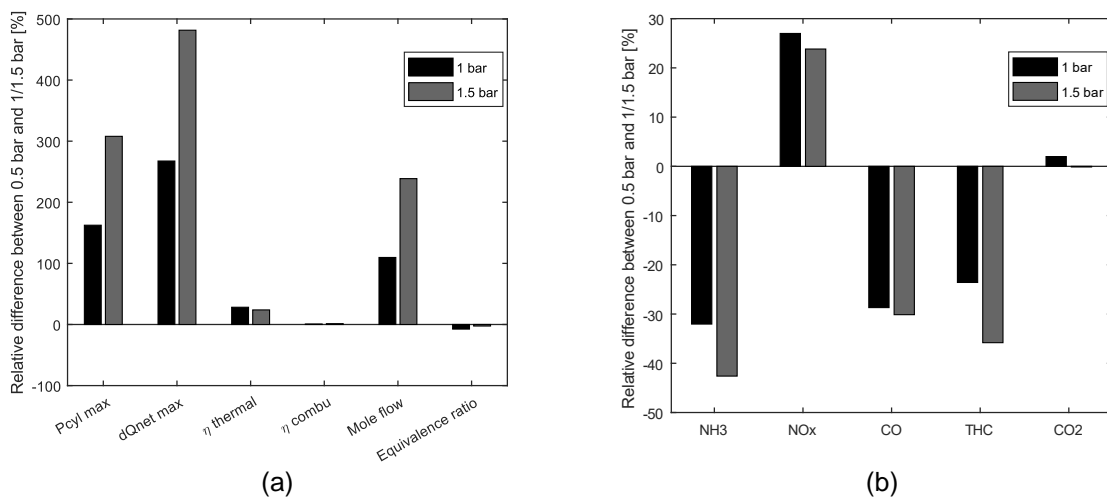 Relative difference between 0.5 bar and 1/1.5 bar [%]
500
400
300
200
100
0
-100
1 bar
1.5 bar
Pcyl max
dQnet max
η thermal
η combu
Mole flow
Equivalence ratio
(a)
Relative difference between 0.5 bar and 1/1.5 bar [%]
30
20
10
0
-10
-20
-30
-40
-50
1 bar
1.5 bar
NH3
NOx
CO
THC
CO2
(b)